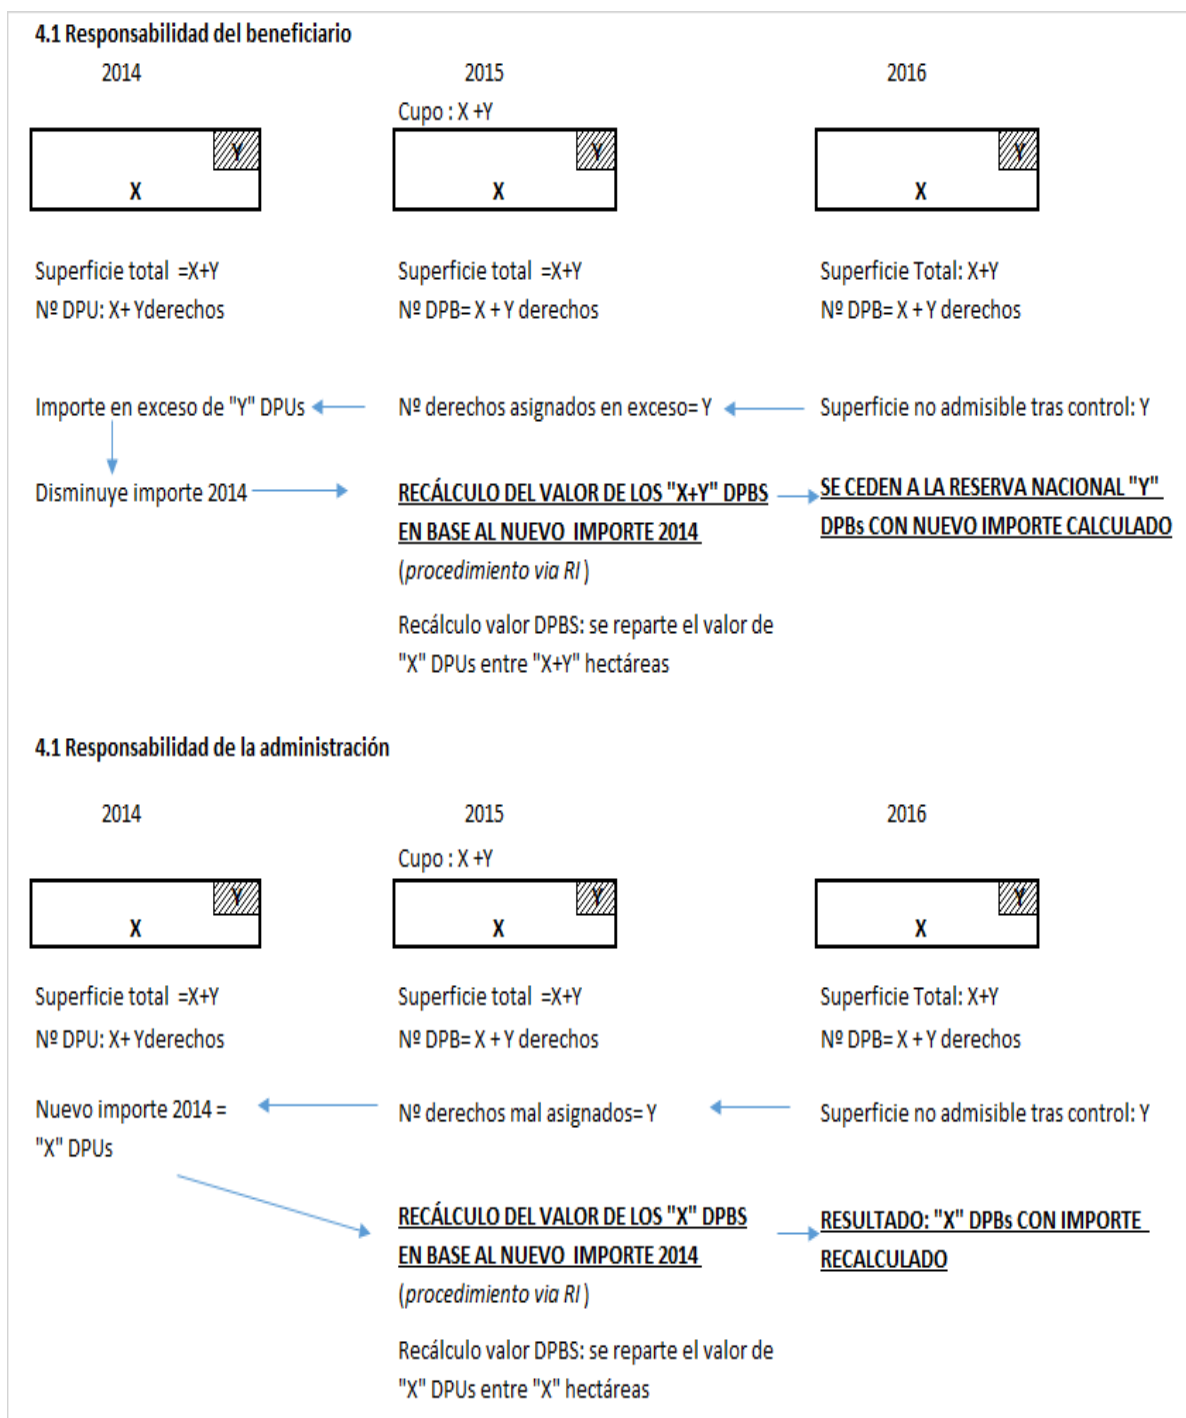 4.1 Responsabilidad del beneficiario
2014 2015 2016
Cupo : X +Y
Y Y Y
X X X
Superficie total =X+Y Superficie total =X+Y Superficie Total: X+Y
Nº DPU: X+ Yderechos Nº DPB= X + Y derechos Nº DPB= X + Y derechos
Importe en exceso de "Y" DPUs Nº derechos asignados en exceso= Y Superficie no admisible tras control: Y
Disminuye importe 2014
RECÁLCULO DEL VALOR DE LOS "X+Y" DPBS
EN BASE AL NUEVO IMPORTE 2014
(procedimiento via RI )
SE CEDEN A LA RESERVA NACIONAL "Y"
DPBs CON NUEVO IMPORTE CALCULADO
Recálculo valor DPBS: se reparte el valor de
"X" DPUs entre "X+Y" hectáreas
4.1 Responsabilidad de la administración
2014 2015 2016
Cupo : X +Y
Y Y Y
X X X
Superficie total =X+Y Superficie total =X+Y Superficie Total: X+Y
Nº DPU: X+ Yderechos Nº DPB= X + Y derechos Nº DPB= X + Y derechos
Nuevo importe 2014 =
"X" DPUs
Nº derechos mal asignados= Y Superficie no admisible tras control: Y
RECÁLCULO DEL VALOR DE LOS "X" DPBS
EN BASE AL NUEVO IMPORTE 2014
(procedimiento via RI )
RESULTADO: "X" DPBs CON IMPORTE
RECALCULADO
Recálculo valor DPBS: se reparte el valor de
"X" DPUs entre "X" hectáreas